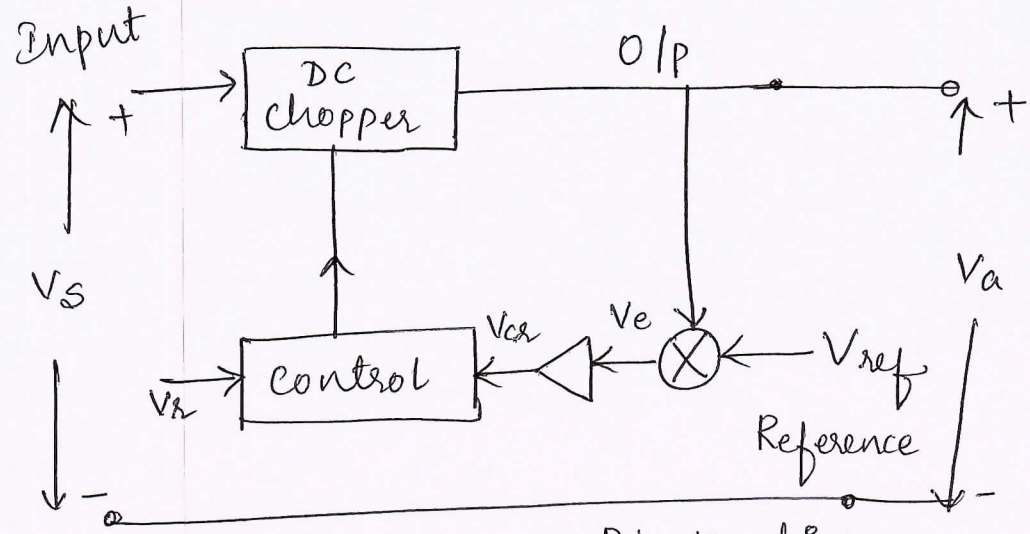 Input
O/p
DC
chopper
+
+
Vs
Va
Vcr
Ve
Vref
Vr
control
Reference
-
-